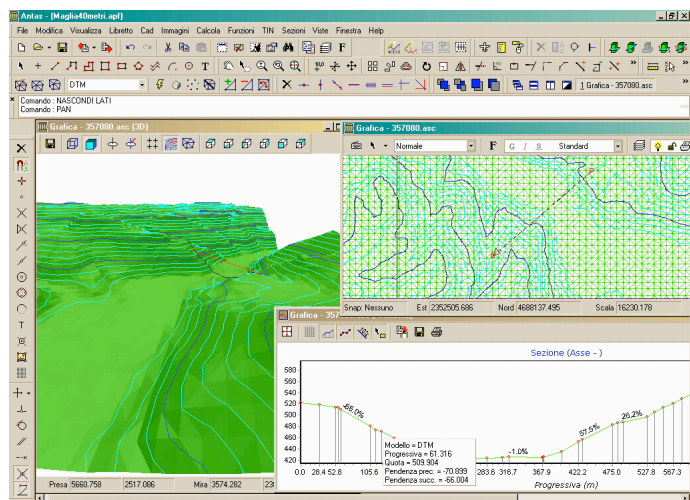 Antas - [Maglia40metri.apf]
File Modifica Visualizza Libretto Cad Immagini Calcola Funzioni TIN Sezioni Viste Finestra Help
DTM
1 Grafica - 357080.asc
Comando : NASCONDI LATI
Comando : PAN
Grafica - 357080.asc (3D)
Grafica - 357080.asc
Normale F G I S Standard
Snap: Nessuno Est 2352505.686 Nord 4688137.495 Scala 16230.178
Grafica - 357
Sezione (Asse - )
580
560
540
520
500
480
460
440
420
-66.0%
-1.0%
57.5%
26.2%
Modello = DTM
Progressiva = 61.316
Quota = 509.904
Pendenza prec. = -70.899
Pendenza succ. = -66.004
0.0 28.4 52.8 105.6 283.6 316.7 367.9 422.2 475.0 527.8 567.3
Progressiva (m)
Presa 5660.758 2517.086 Mira 3574.282